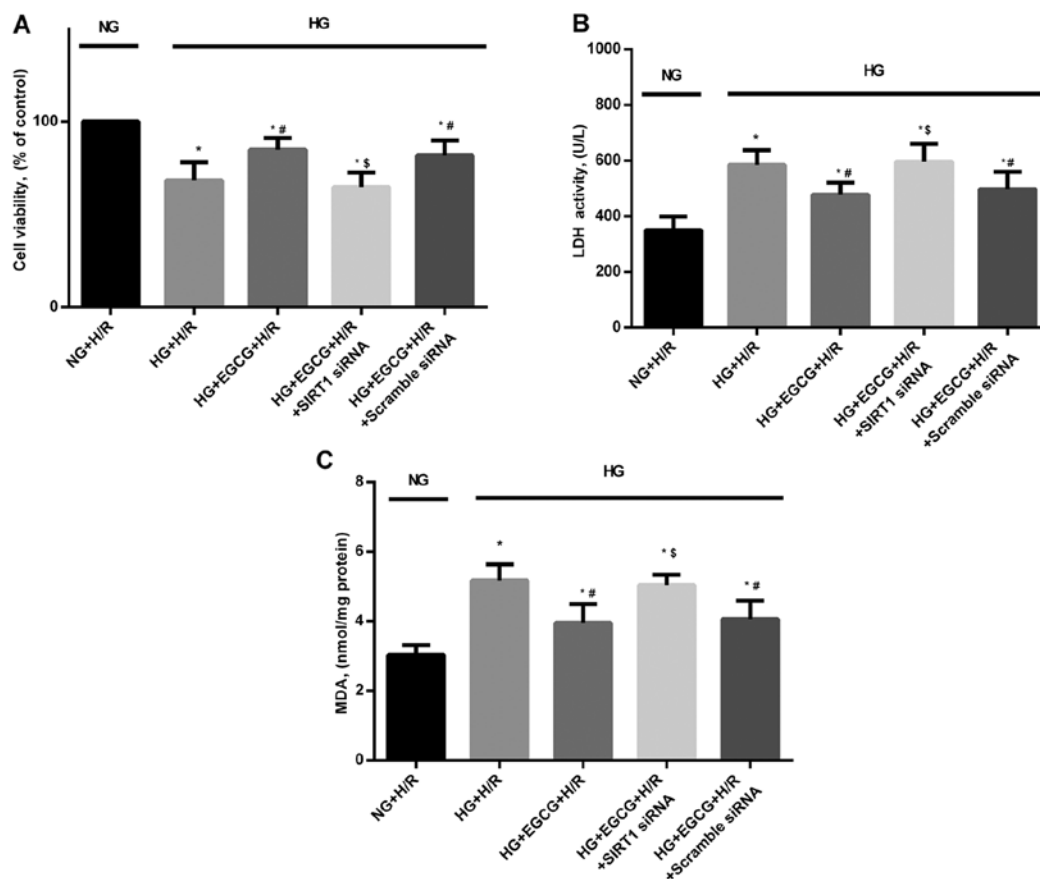 A
NG
HG
Cell viability, (% of control)
100
0
*
* #
* $
* #
NG+H/R
HG+H/R
HG+EGCG+H/R
HG+EGCG+H/R
+SIRT1 siRNA
HG+EGCG+H/R
+Scramble siRNA
B
NG
HG
LDH activity, (U/L)
1000
800
600
400
200
0
*
* #
* $
* #
NG+H/R
HG+H/R
HG+EGCG+H/R
HG+EGCG+H/R
+SIRT1 siRNA
HG+EGCG+H/R
+Scramble siRNA
C
NG
HG
MDA, (nmol/mg protein)
8
6
4
2
0
*
* #
* $
* #
NG+H/R
HG+H/R
HG+EGCG+H/R
HG+EGCG+H/R
+SIRT1 siRNA
HG+EGCG+H/R
+Scramble siRNA